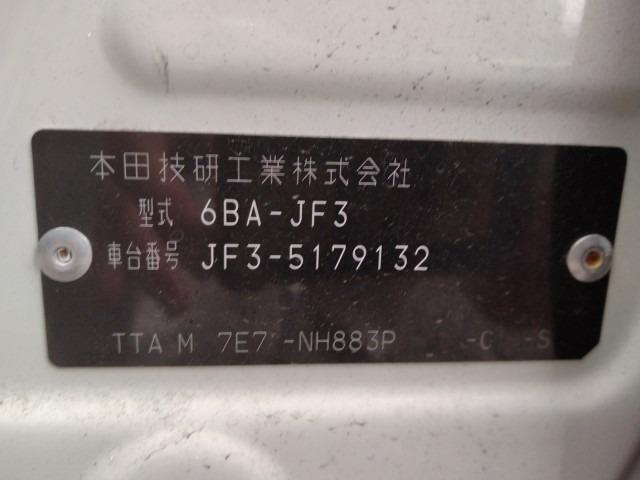 本田技研工業株式会社
型式 6BA-JF3
車台番号 JF3-5179132
TTA M 7E7 -NH883P -C -S